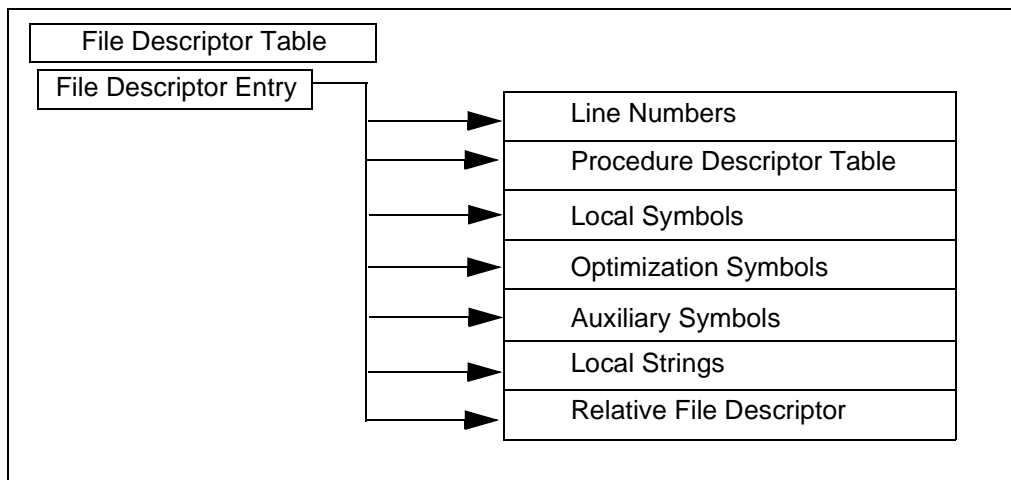 File Descriptor Table
File Descriptor Entry
Line Numbers
Procedure Descriptor Table
Local Symbols
Optimization Symbols
Auxiliary Symbols
Local Strings
Relative File Descriptor